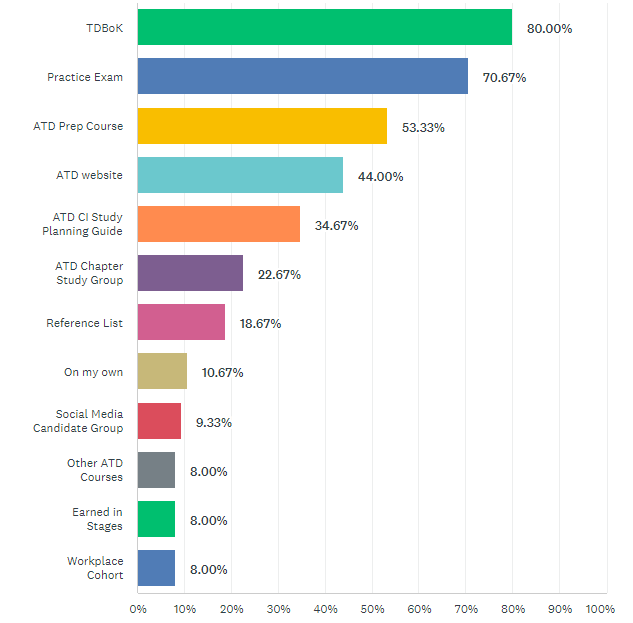 TDBoK
80.00%
Practice Exam
70.67%
ATD Prep Course
53.33%
ATD website
44.00%
ATD CI Study
Planning Guide
34.67%
ATD Chapter
Study Group
22.67%
Reference List
18.67%
On my own
10.67%
Social Media
Candidate Group
9.33%
Other ATD
Courses
8.00%
Earned in
Stages
8.00%
Workplace
Cohort
8.00%
0% 10% 20% 30% 40% 50% 60% 70% 80% 90% 100%